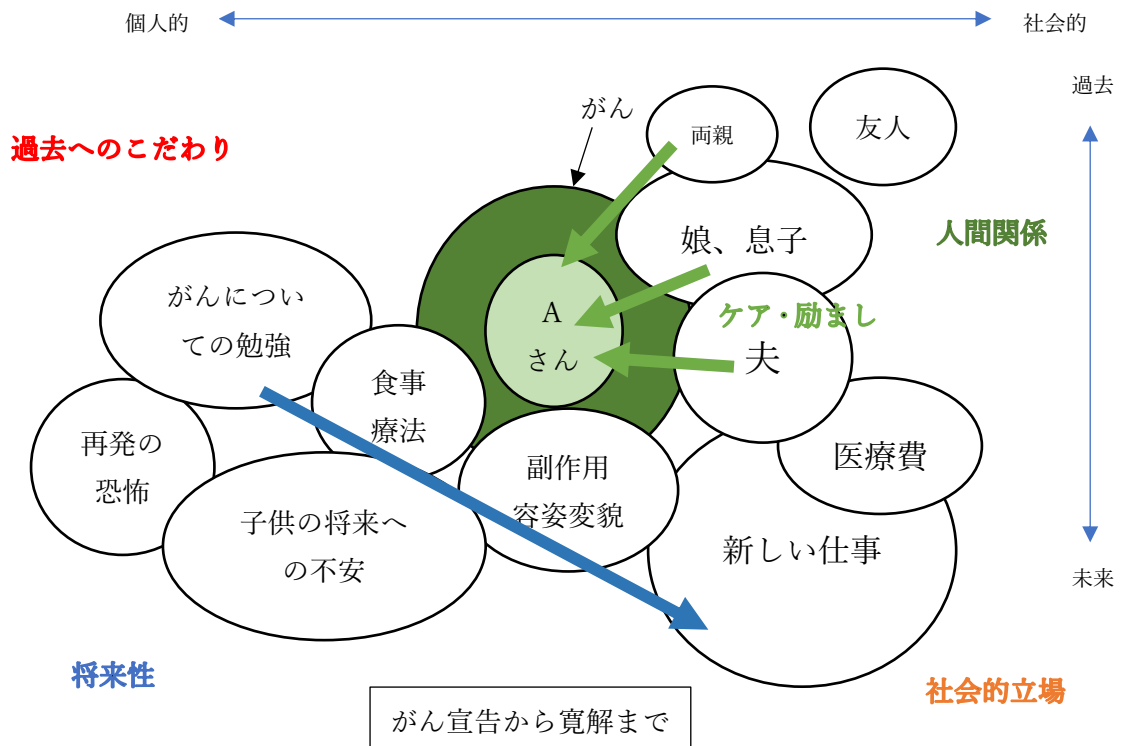 個人的
社会的
過去
がん
両親
友人
過去へのこだわり
娘、息子
人間関係
がんについ
ての勉強
A
さん
ケア・励まし
夫
食事
療法
再発の
恐怖
副作用
容姿変貌
医療費
子供の将来へ
の不安
新しい仕事
未来
将来性
社会的立場
がん宣告から寛解まで